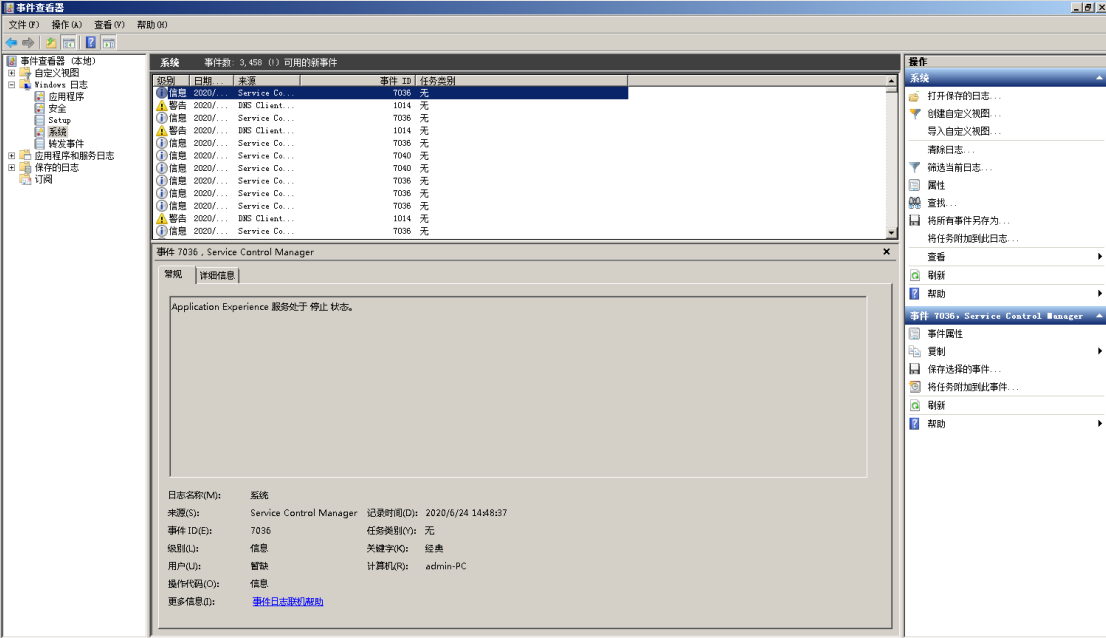 事件查看器
文件(F) 操作(A) 查看(V) 帮助(H)
事件查看器 (本地)
自定义视图
Windows 日志
应用程序
安全
Setup
系统
转发事件
应用程序和服务日志
保存的日志
订阅
系统 事件数: 3,458 (!) 可用的新事件
级别 日期... 来源 事件 ID 任务类别
信息 2020/... Service Co... 7036 无
警告 2020/... DNS Client... 1014 无
信息 2020/... Service Co... 7036 无
警告 2020/... DNS Client... 1014 无
信息 2020/... Service Co... 7036 无
信息 2020/... Service Co... 7040 无
信息 2020/... Service Co... 7040 无
信息 2020/... Service Co... 7036 无
信息 2020/... Service Co... 7036 无
信息 2020/... Service Co... 7036 无
警告 2020/... DNS Client... 1014 无
信息 2020/... Service Co... 7036 无
事件 7036，Service Control Manager
常规 详细信息
Application Experience 服务处于 停止 状态。
日志名称(M): 系统
来源(S): Service Control Manager 记录时间(D): 2020/6/24 14:48:37
事件 ID(E): 7036 任务类别(Y): 无
级别(L): 信息 关键字(K): 经典
用户(U): 暂缺 计算机(R): admin-PC
操作代码(O): 信息
更多信息(I): 事件日志联机帮助
操作
系统
打开保存的日志...
创建自定义视图...
导入自定义视图...
清除日志...
筛选当前日志...
属性
查找...
将所有事件另存为...
将任务附加到此日志...
查看
刷新
帮助
事件 7036，Service Control Manager
事件属性
复制
保存选择的事件...
将任务附加到此事件...
刷新
帮助